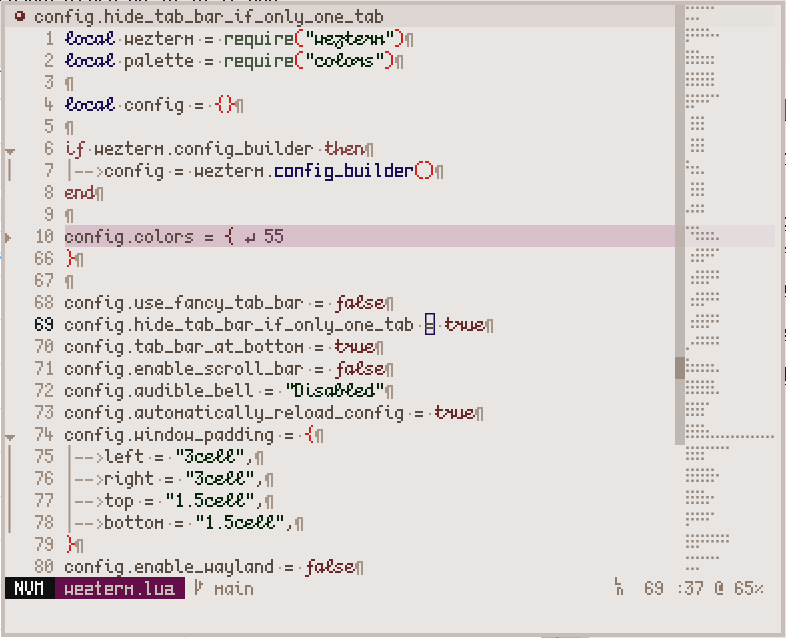 config.hide_tab_bar_if_only_one_tab
1 local·wezterm·=·require("wezterm")¶
2 local·palette·=·require("colors")¶
3 ¶
4 local·config·=·{}¶
5 ¶
6 if·wezterm.config_builder·then¶
7 |-->config·=·wezterm.config_builder()¶
8 end¶
9 ¶
10 config.colors = { ↵ 55
66 }¶
67 ¶
68 config.use_fancy_tab_bar·=·false¶
69 config.hide_tab_bar_if_only_one_tab·=·true¶
70 config.tab_bar_at_bottom·=·true¶
71 config.enable_scroll_bar·=·false¶
72 config.audible_bell·=·"Disabled"¶
73 config.automatically_reload_config·=·true¶
74 config.window_padding·=·{¶
75 |-->left·=·"3cell",¶
76 |-->right·=·"3cell",¶
77 |-->top·=·"1.5cell",¶
78 |-->bottom·=·"1.5cell",¶
79 }¶
80 config.enable_wayland·=·false¶
NVM wezterm.lua main 69 :37 @ 65%